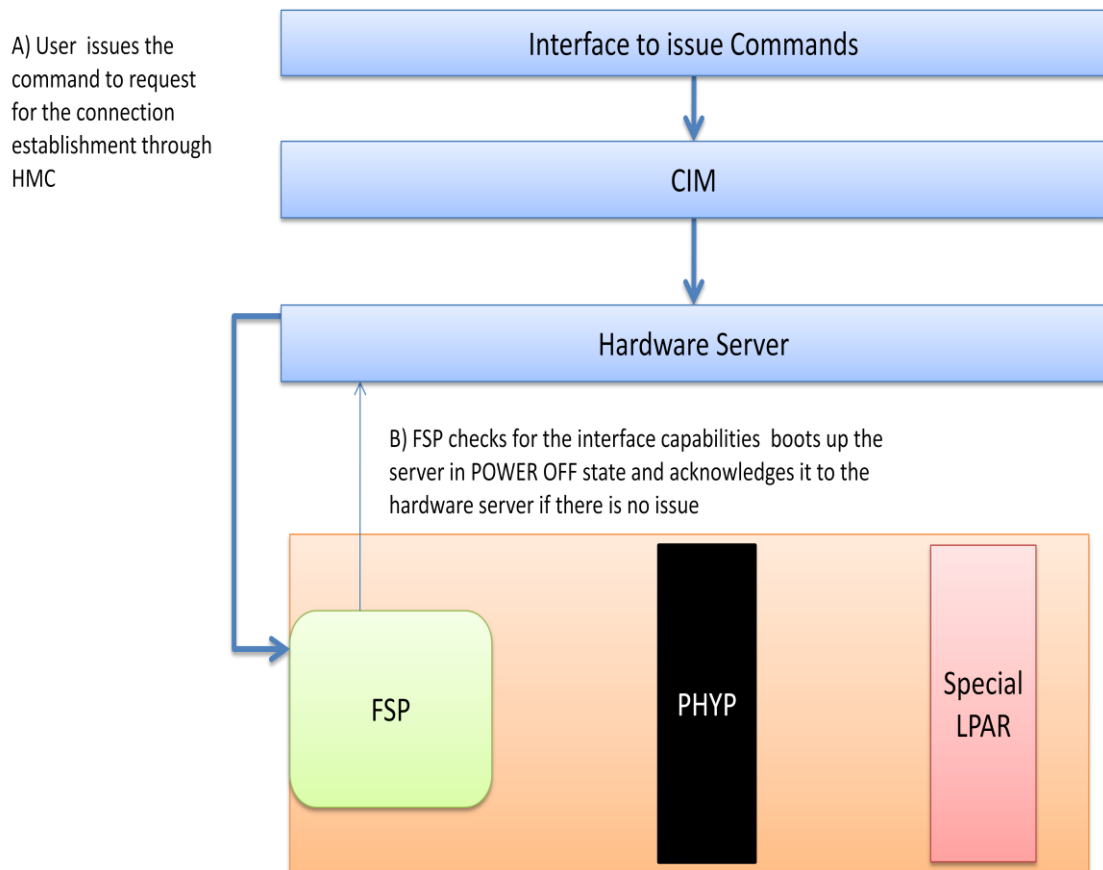 A) User issues the
command to request
for the connection
establishment through
HMC
Interface to issue Commands
CIM
Hardware Server
B) FSP checks for the interface capabilities boots up the
server in POWER OFF state and acknowledges it to the
hardware server if there is no issue
FSP
PHYP
Special
LPAR